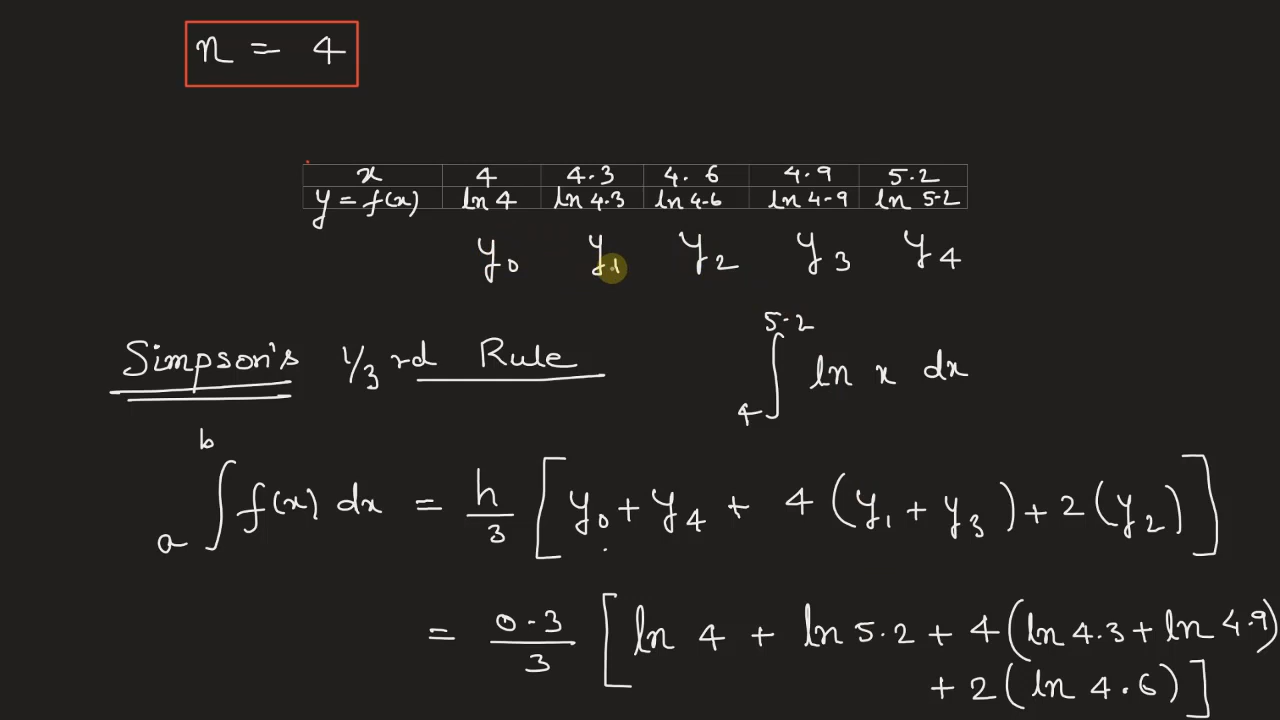 n = 4
x 4 4.3 4.6 4.9 5.2
y = f(x) ln 4 ln 4.3 ln 4.6 ln 4.9 ln 5.2
y₀ y₁ y₂ y₃ y₄
Simpson's 1/3 rd Rule ∫₄^5.2 ln x dx
∫ₐ^b f(x) dx = h/3 [y₀ + y₄ + 4(y₁ + y₃) + 2(y₂)]
= 0.3/3 [ln 4 + ln 5.2 + 4(ln 4.3 + ln 4.9)
+ 2(ln 4.6)]